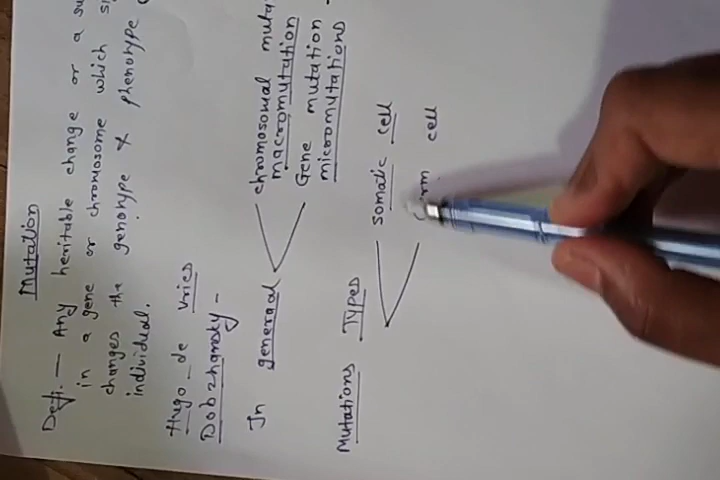 Mutation
Defi. — Any heritable change or a
in a gene or chromosome which
changes the genotype & phenotype
individual.
Hugo de Vries
Dobzhansky -
In general
chromosomal
macromutation
Gene mutation -
micromutations
Mutations Types
somatic cell
cell